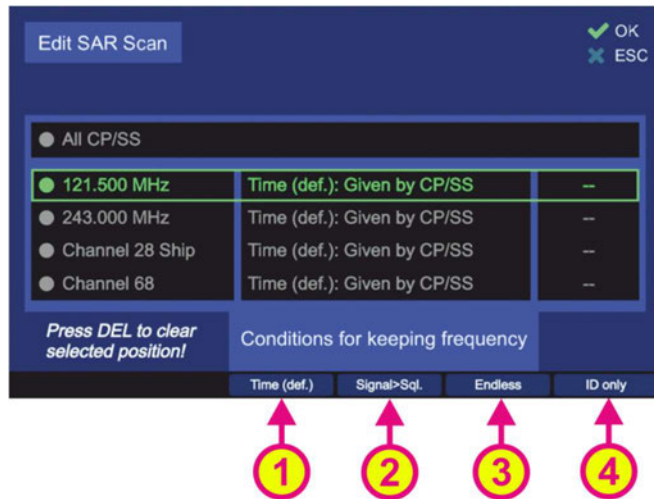 Edit SAR Scan
OK
ESC
All CP/SS
121.500 MHz Time (def.): Given by CP/SS --
243.000 MHz Time (def.): Given by CP/SS --
Channel 28 Ship Time (def.): Given by CP/SS --
Channel 68 Time (def.): Given by CP/SS --
Press DEL to clear
selected position!
Conditions for keeping frequency
Time (def.) Signal>Sql. Endless ID only
1 2 3 4